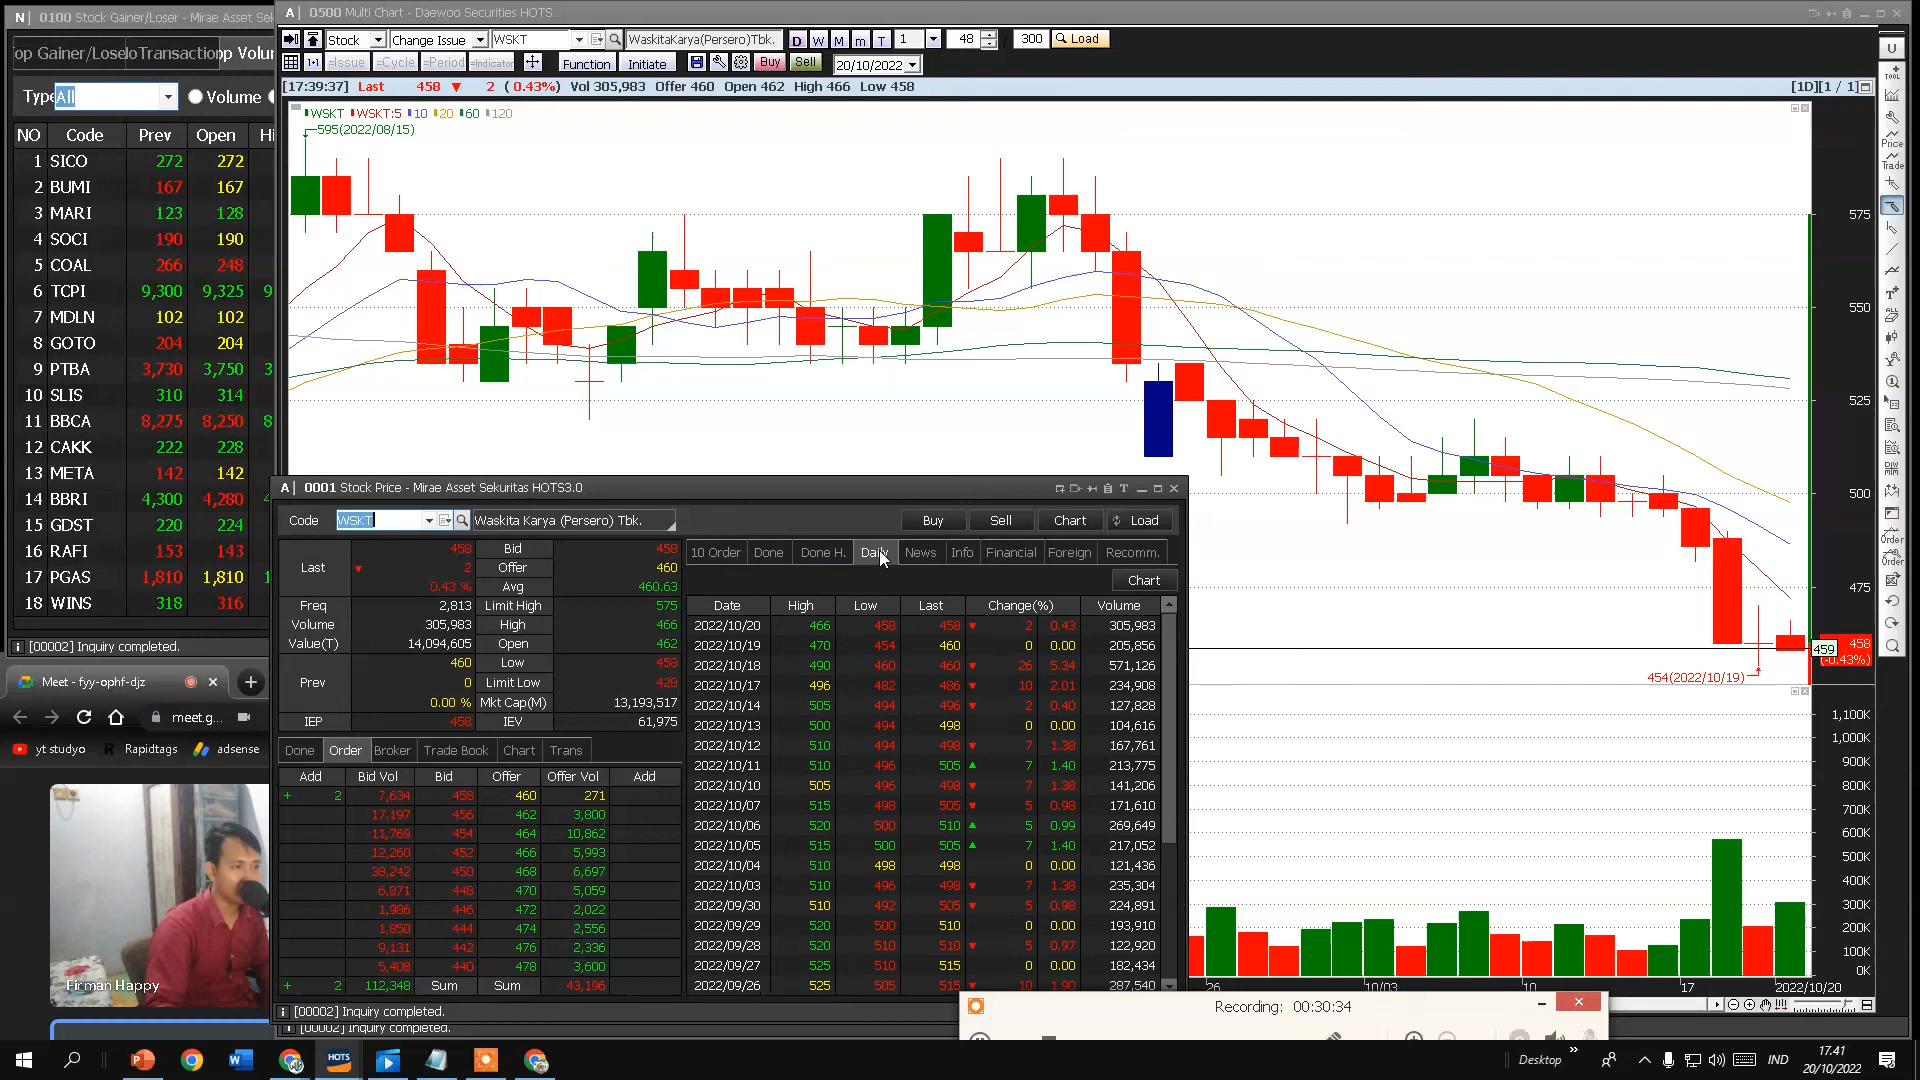 N| 0100 Stock Gainer/Loser - Mirae Asset Sek
op Gainer/Lose
Transaction
p Volu
Type All Volume
NO Code Prev Open Hi
1 SICO 272 272
2 BUMI 167 167
3 MARI 123 128
4 SOCI 190 190
5 COAL 266 248
6 TCPI 9,300 9,325 9
7 MDLN 102 102
8 GOTO 204 204
9 PTBA 3,730 3,750 3
10 SLIS 310 314
11 BBCA 8,275 8,250 8
12 CAKK 222 228
13 META 142 142
14 BBRI 4,300 4,280
15 GDST 220 224
16 RAFI 153 143
17 PGAS 1,810 1,810
18 WINS 318 316
[00002] Inquiry completed.
Meet - fyy-ophf-djz
meet.g...
yt studyo Rapidtags adsense
Firman Happy
A| 0500 Multi Chart - Daewoo Securities HOTS
Stock Change Issue WSKT WaskitaKarya(Persero)Tbk. D W M m T 1 48 300 Load
+Issue +Cycle +Period +Indicator Function Initiate Buy Sell 20/10/2022
[17:39:37] Last 458 ▼ 2 ( 0.43%) Vol 305,983 Offer 460 Open 462 High 466 Low 458 [1D][1 / 1]
WSKT WSKT:5 10 20 60 120
595(2022/08/15)
575
550
525
500
475
458
459
(-0.43%)
454(2022/10/19)
1,100K
1,000K
900K
800K
700K
600K
500K
400K
300K
200K
100K
0K
26 10/03 10 17 2022/10/20
U
TOOL
Price
Trade
Order
Order
A| 0001 Stock Price - Mirae Asset Sekuritas HOTS3.0
Code WSKT Waskita Karya (Persero) Tbk. Buy Sell Chart Load
Last ▼ 458 2 0.43 %
Bid 458
Offer 460
Avg 460.63
Freq 2,813 Limit High 575
Volume 305,983 High 466
Value(T) 14,094,605 Open 462
Prev 460 0 0.00 %
Low 458
Limit Low 428
Mkt Cap(M) 13,193,517
IEP 458 IEV 61,975
Done Order Broker Trade Book Chart Trans
Add Bid Vol Bid Offer Offer Vol Add
+ 2 7,634 458 460 271
17,197 456 462 3,800
11,769 454 464 10,862
12,260 452 466 5,993
38,242 450 468 6,697
6,871 448 470 5,059
1,986 446 472 2,022
1,850 444 474 2,556
9,131 442 476 2,336
5,408 440 478 3,600
+ 2 112,348 Sum Sum 43,196
10 Order Done Done H. Daily News Info Financial Foreign Recomm.
Chart
Date High Low Last Change(%) Volume
2022/10/20 466 458 458 ▼ 2 0.43 305,983
2022/10/19 470 454 460 0 0.00 205,856
2022/10/18 490 460 460 ▼ 26 5.34 571,126
2022/10/17 496 482 486 ▼ 10 2.01 234,908
2022/10/14 505 494 496 ▼ 2 0.40 127,828
2022/10/13 500 494 498 0 0.00 104,616
2022/10/12 510 494 498 ▼ 7 1.38 167,761
2022/10/11 510 496 505 ▲ 7 1.40 213,775
2022/10/10 505 496 498 ▼ 7 1.38 141,206
2022/10/07 515 498 505 ▼ 5 0.98 171,610
2022/10/06 520 500 510 ▲ 5 0.99 269,649
2022/10/05 515 500 505 ▲ 7 1.40 217,052
2022/10/04 510 498 498 0 0.00 121,436
2022/10/03 510 496 498 ▼ 7 1.38 235,304
2022/09/30 510 492 505 ▼ 5 0.98 224,891
2022/09/29 520 500 510 0 0.00 193,910
2022/09/28 520 510 510 ▼ 5 0.97 122,920
2022/09/27 525 510 515 0 0.00 182,434
2022/09/26 525 505 515 ▼ 10 1.90 287,540
[00002] Inquiry completed.
[00002] Inquiry completed.
Recording: 00:30:34
HOTS
Desktop
IND
17.41
20/10/2022